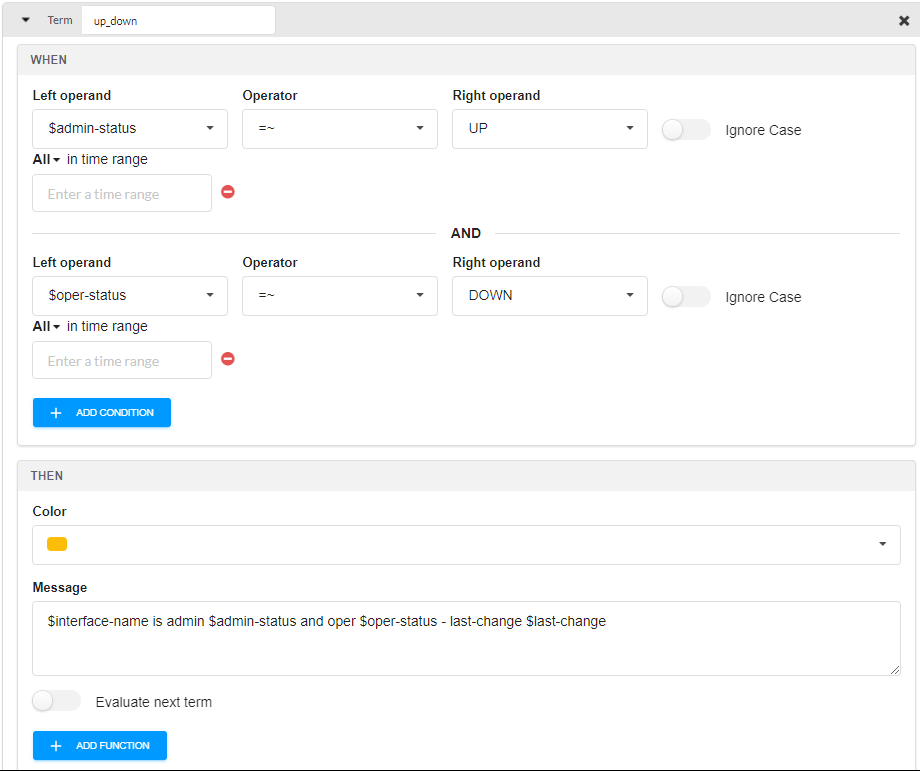 Term up_down
WHEN
Left operand Operator Right operand
$admin-status =~ UP Ignore Case
All in time range
Enter a time range
AND
Left operand Operator Right operand
$oper-status =~ DOWN Ignore Case
All in time range
Enter a time range
+ ADD CONDITION
THEN
Color
Message
$interface-name is admin $admin-status and oper $oper-status - last-change $last-change
Evaluate next term
+ ADD FUNCTION